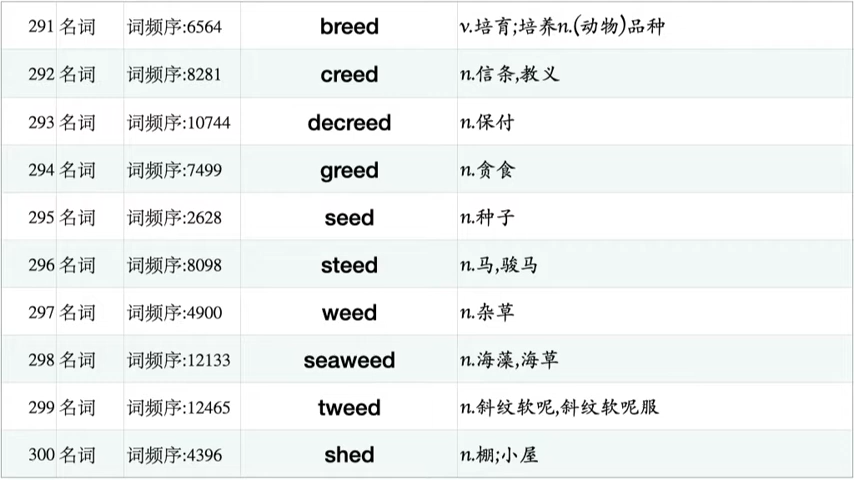 291 名词 词频序:6564 breed v.培育;培养n.(动物)品种
292 名词 词频序:8281 creed n.信条,教义
293 名词 词频序:10744 decreed n.保付
294 名词 词频序:7499 greed n.贪食
295 名词 词频序:2628 seed n.种子
296 名词 词频序:8098 steed n.马,骏马
297 名词 词频序:4900 weed n.杂草
298 名词 词频序:12133 seaweed n.海藻,海草
299 名词 词频序:12465 tweed n.斜纹软呢,斜纹软呢服
300 名词 词频序:4396 shed n.棚;小屋